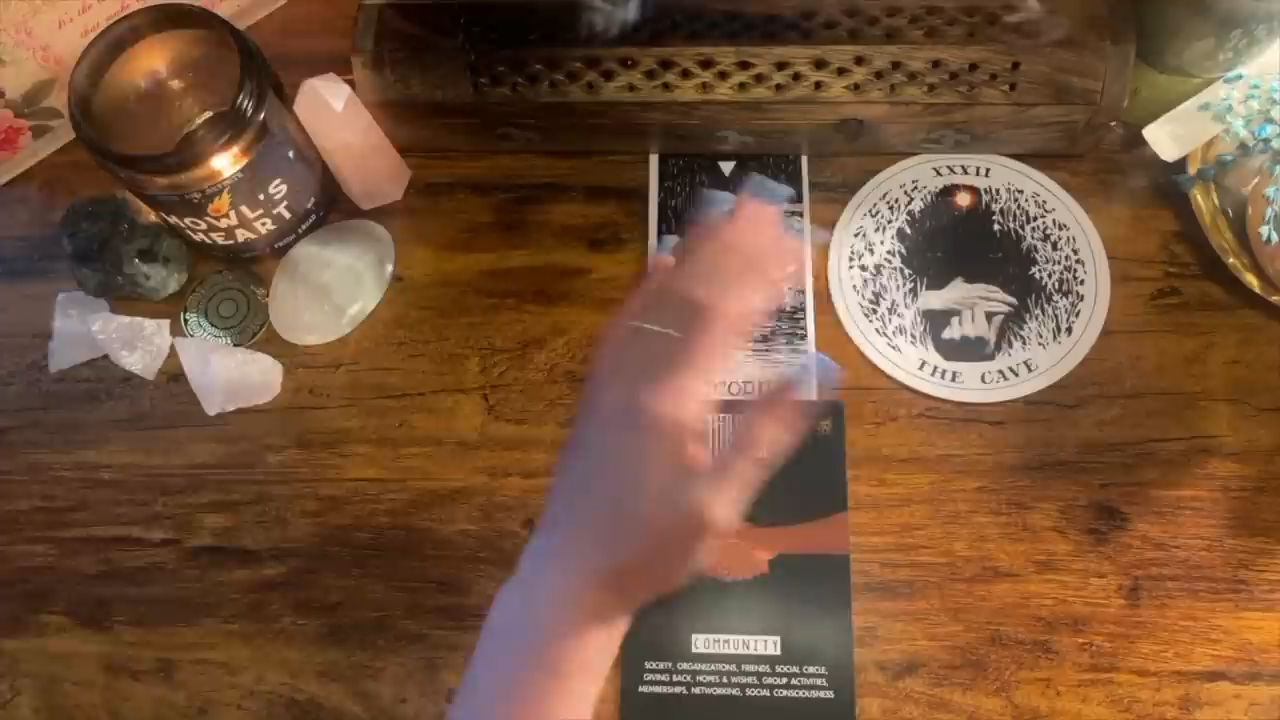 HOWL'S
HEART
XXXII
THE CAVE
COMMUNITY
SOCIETY, ORGANIZATIONS, FRIENDS, SOCIAL CIRCLE,
GIVING BACK, HOPES & WISHES, GROUP ACTIVITIES,
MEMBERSHIPS, NETWORKING, SOCIAL CONSCIOUSNESS